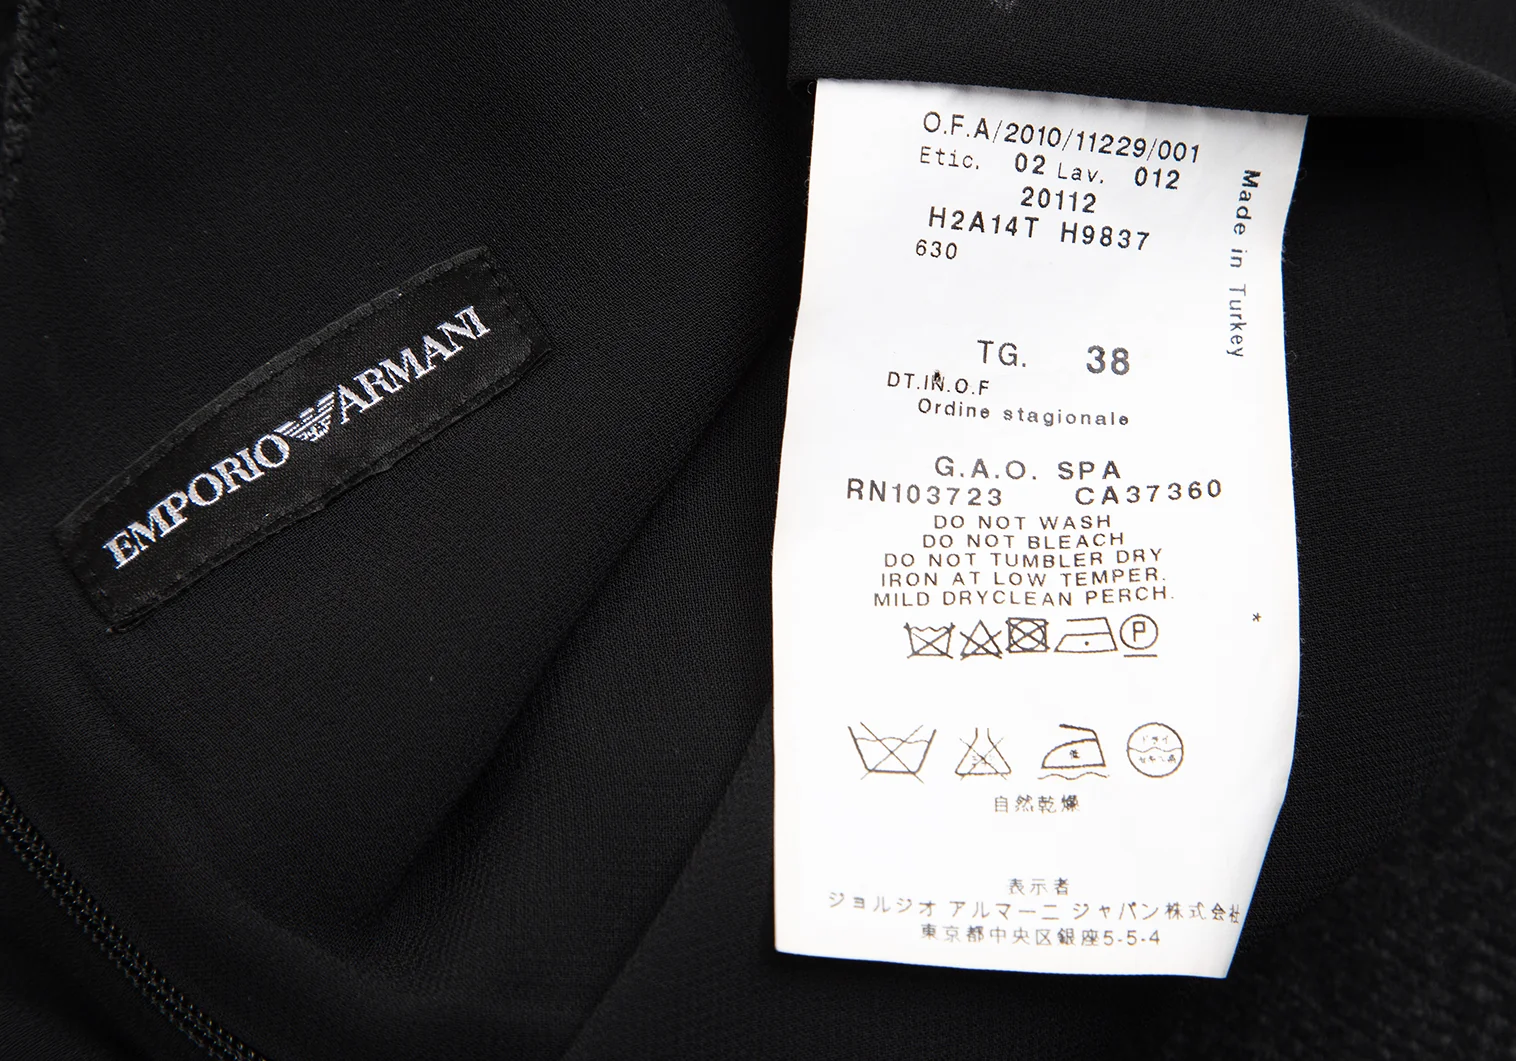 EMPORIO ARMANI
O.F.A/2010/11229/001
Etic. 02 Lav. 012
20112
H2A14T H9837
630
Made in Turkey
TG. 38
DT.IN.O.F
Ordine stagionale
G.A.O. SPA
RN103723 CA37360
DO NOT WASH
DO NOT BLEACH
DO NOT TUMBLER DRY
IRON AT LOW TEMPER.
MILD DRYCLEAN PERCH.
P
*
低
ドライ
自然乾燥
表示者
ジョルジオ アルマーニ ジャパン株式会社
東京都中央区銀座5-5-4